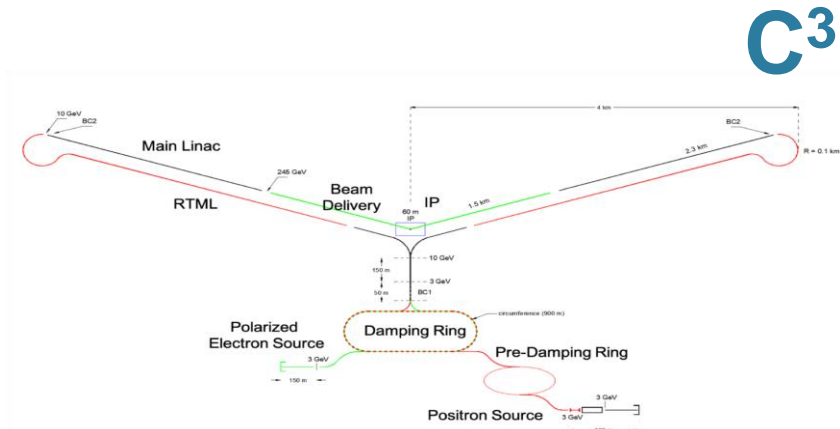 C³
10 GeV
BC2
Main Linac
RTML
246 GeV
Beam
Delivery
IP
60 m
IP
4 km
BC2
R = 0.1 km
2.3 km
1.5 km
10 GeV
150 m
3 GeV
50 m
BC1
circumference (900 m)
Damping Ring
Polarized
Electron Source
3 GeV
150 m
Pre-Damping Ring
3 GeV
3 GeV
Positron Source